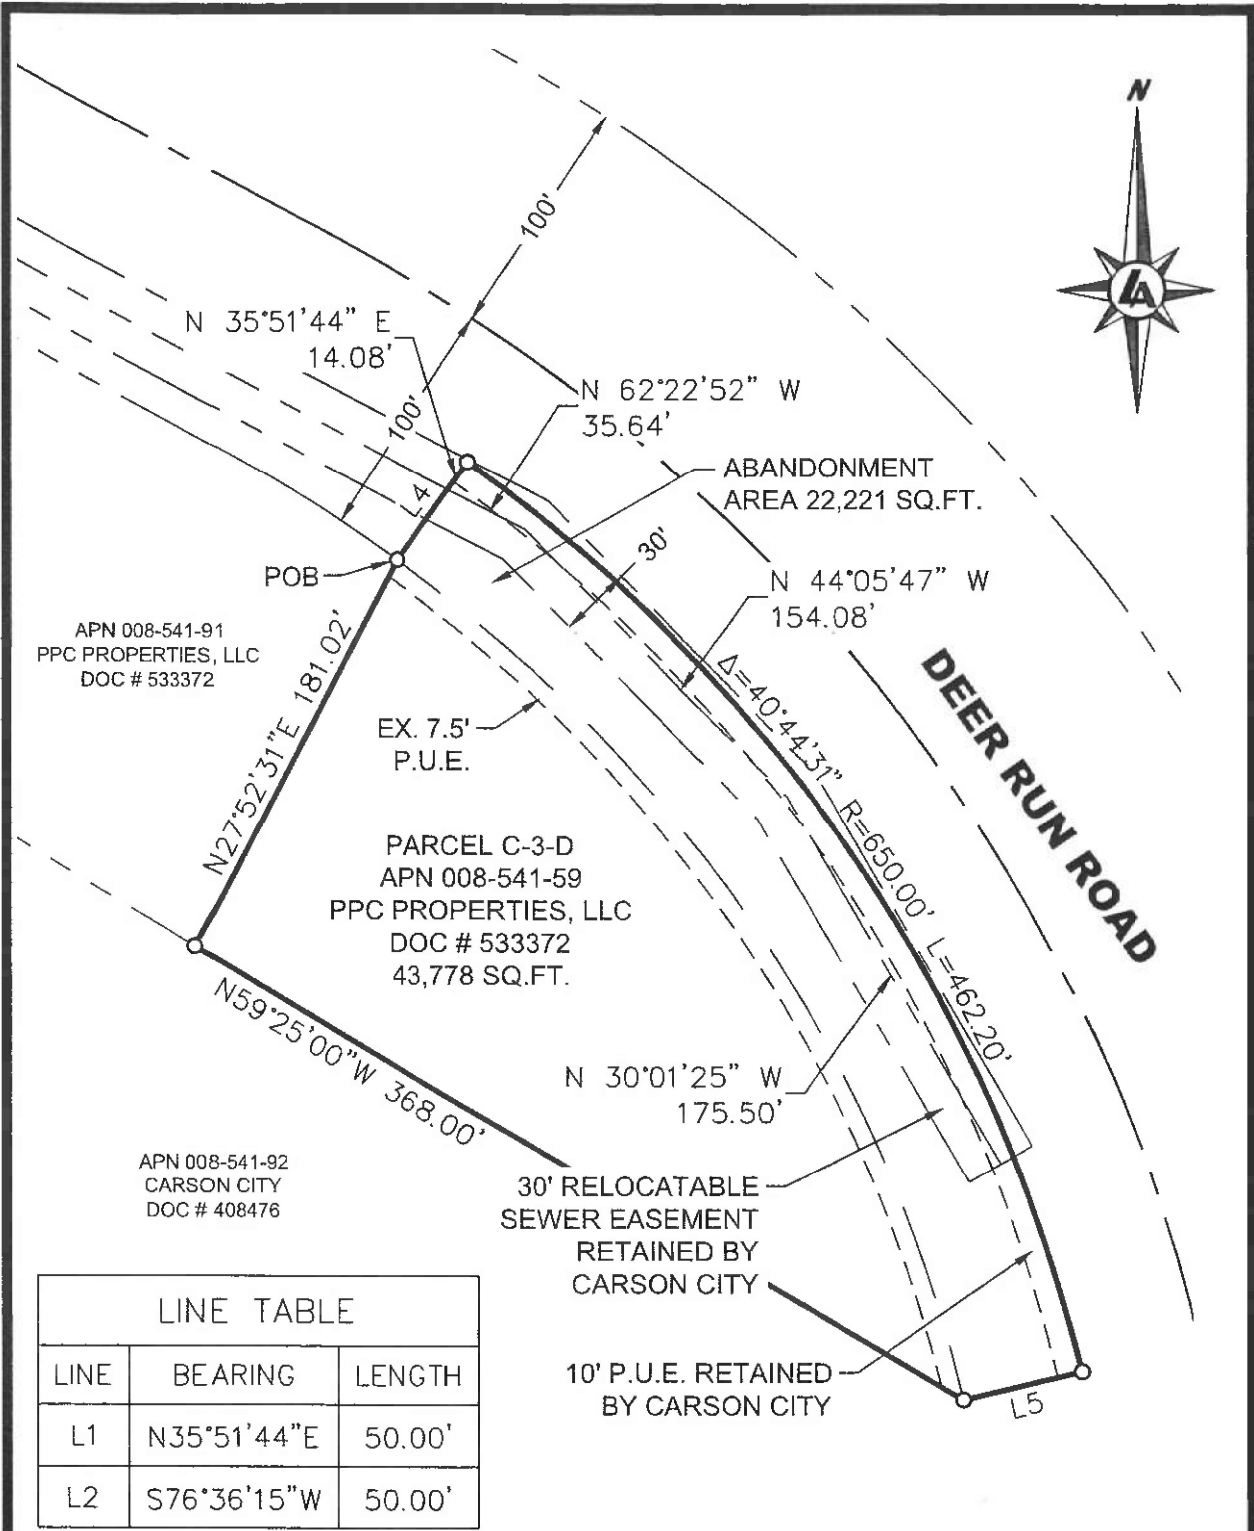 N
100'
N 35°51'44" E
14.08'
100'
N 62°22'52" W
35.64'
ABANDONMENT
AREA 22,221 SQ.FT.
L4
30'
POB
N 44°05'47" W
154.08'
APN 008-541-91
PPC PROPERTIES, LLC
DOC # 533372
N27°52'31"E 181.02'
EX. 7.5'
P.U.E.
Δ=40°44'31" R=650.00' L=462.20'
DEER RUN ROAD
PARCEL C-3-D
APN 008-541-59
PPC PROPERTIES, LLC
DOC # 533372
43,778 SQ.FT.
N59°25'00"W 368.00'
N 30°01'25" W
175.50'
APN 008-541-92
CARSON CITY
DOC # 408476
30' RELOCATABLE
SEWER EASEMENT
RETAINED BY
CARSON CITY
10' P.U.E. RETAINED
BY CARSON CITY
L5
LINE TABLE
LINE BEARING LENGTH
L1 N35°51'44"E 50.00'
L2 S76°36'15"W 50.00'